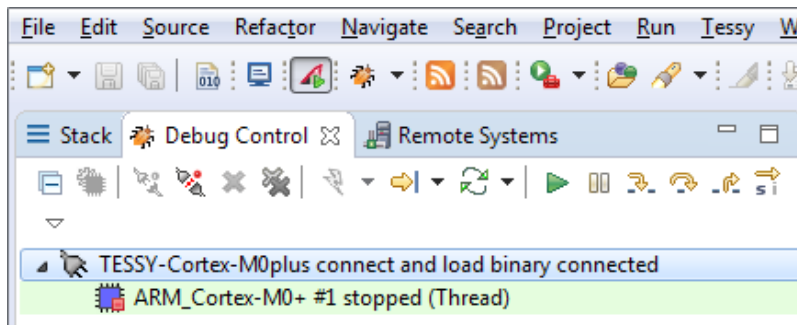 File Edit Source Refactor Navigate Search Project Run Tessy W
010
Stack Debug Control Remote Systems
s i
TESSY-Cortex-M0plus connect and load binary connected
ARM_Cortex-M0+ #1 stopped (Thread)